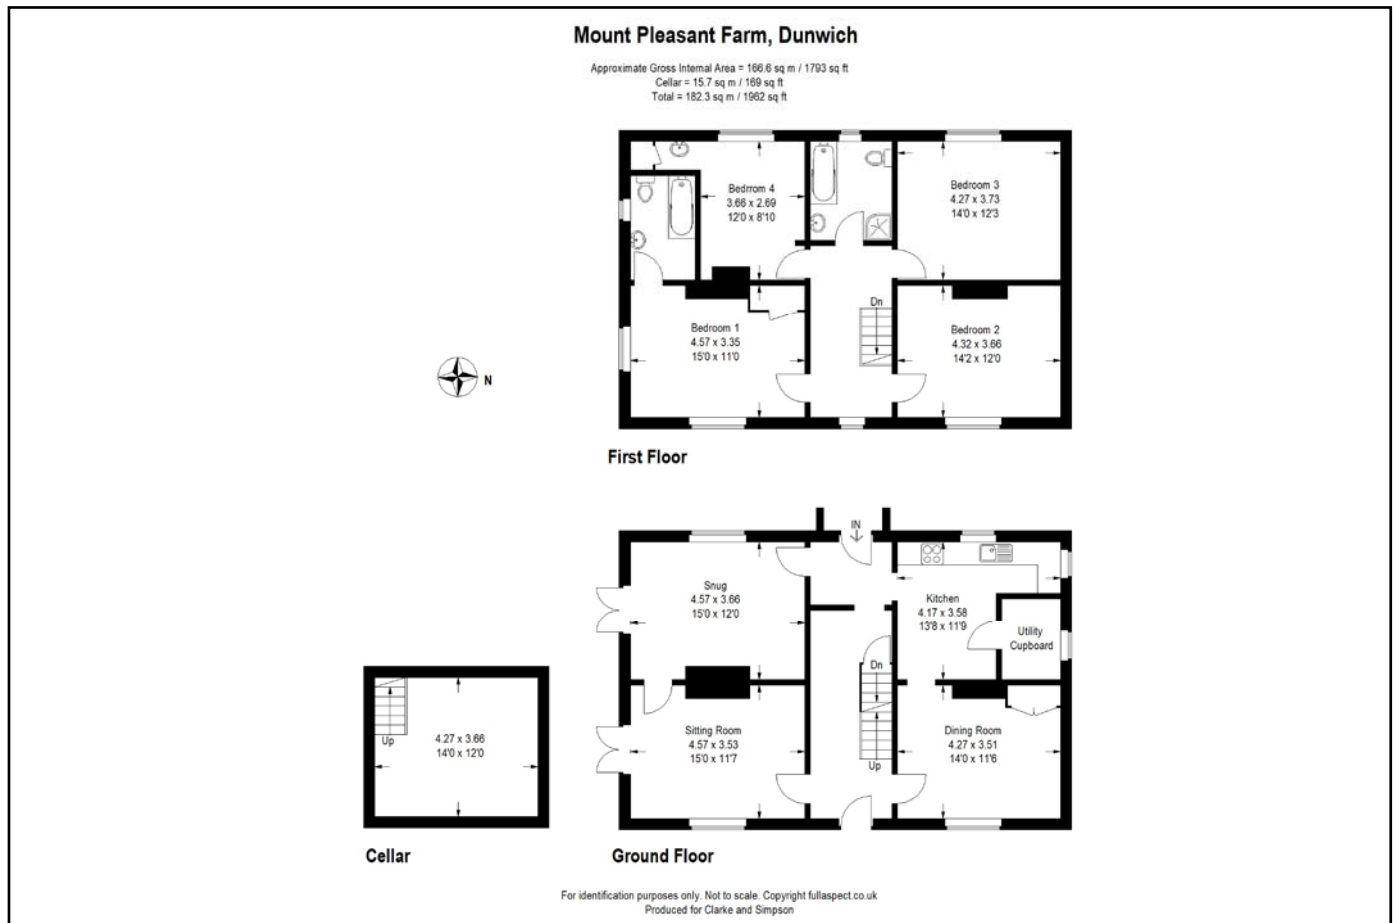 Mount Pleasant Farm, Dunwich
Approximate Gross Internal Area = 166.6 sq m / 1793 sq ft
Cellar = 15.7 sq m / 169 sq ft
Total = 182.3 sq m / 1962 sq ft
Bedrrom 4
3.66 x 2.69
12'0 x 8'10
Bedroom 3
4.27 x 3.73
14'0 x 12'3
Dn
Bedroom 1
4.57 x 3.35
15'0 x 11'0
Bedroom 2
4.32 x 3.66
14'2 x 12'0
N
First Floor
IN
Snug
4.57 x 3.66
15'0 x 12'0
Kitchen
4.17 x 3.58
13'8 x 11'9
Utility
Cupboard
Dn
Up
4.27 x 3.66
14'0 x 12'0
Sitting Room
4.57 x 3.53
15'0 x 11'7
Dining Room
4.27 x 3.51
14'0 x 11'6
Up
Cellar
Ground Floor
For identification purposes only. Not to scale. Copyright fullaspect.co.uk
Produced for Clarke and Simpson